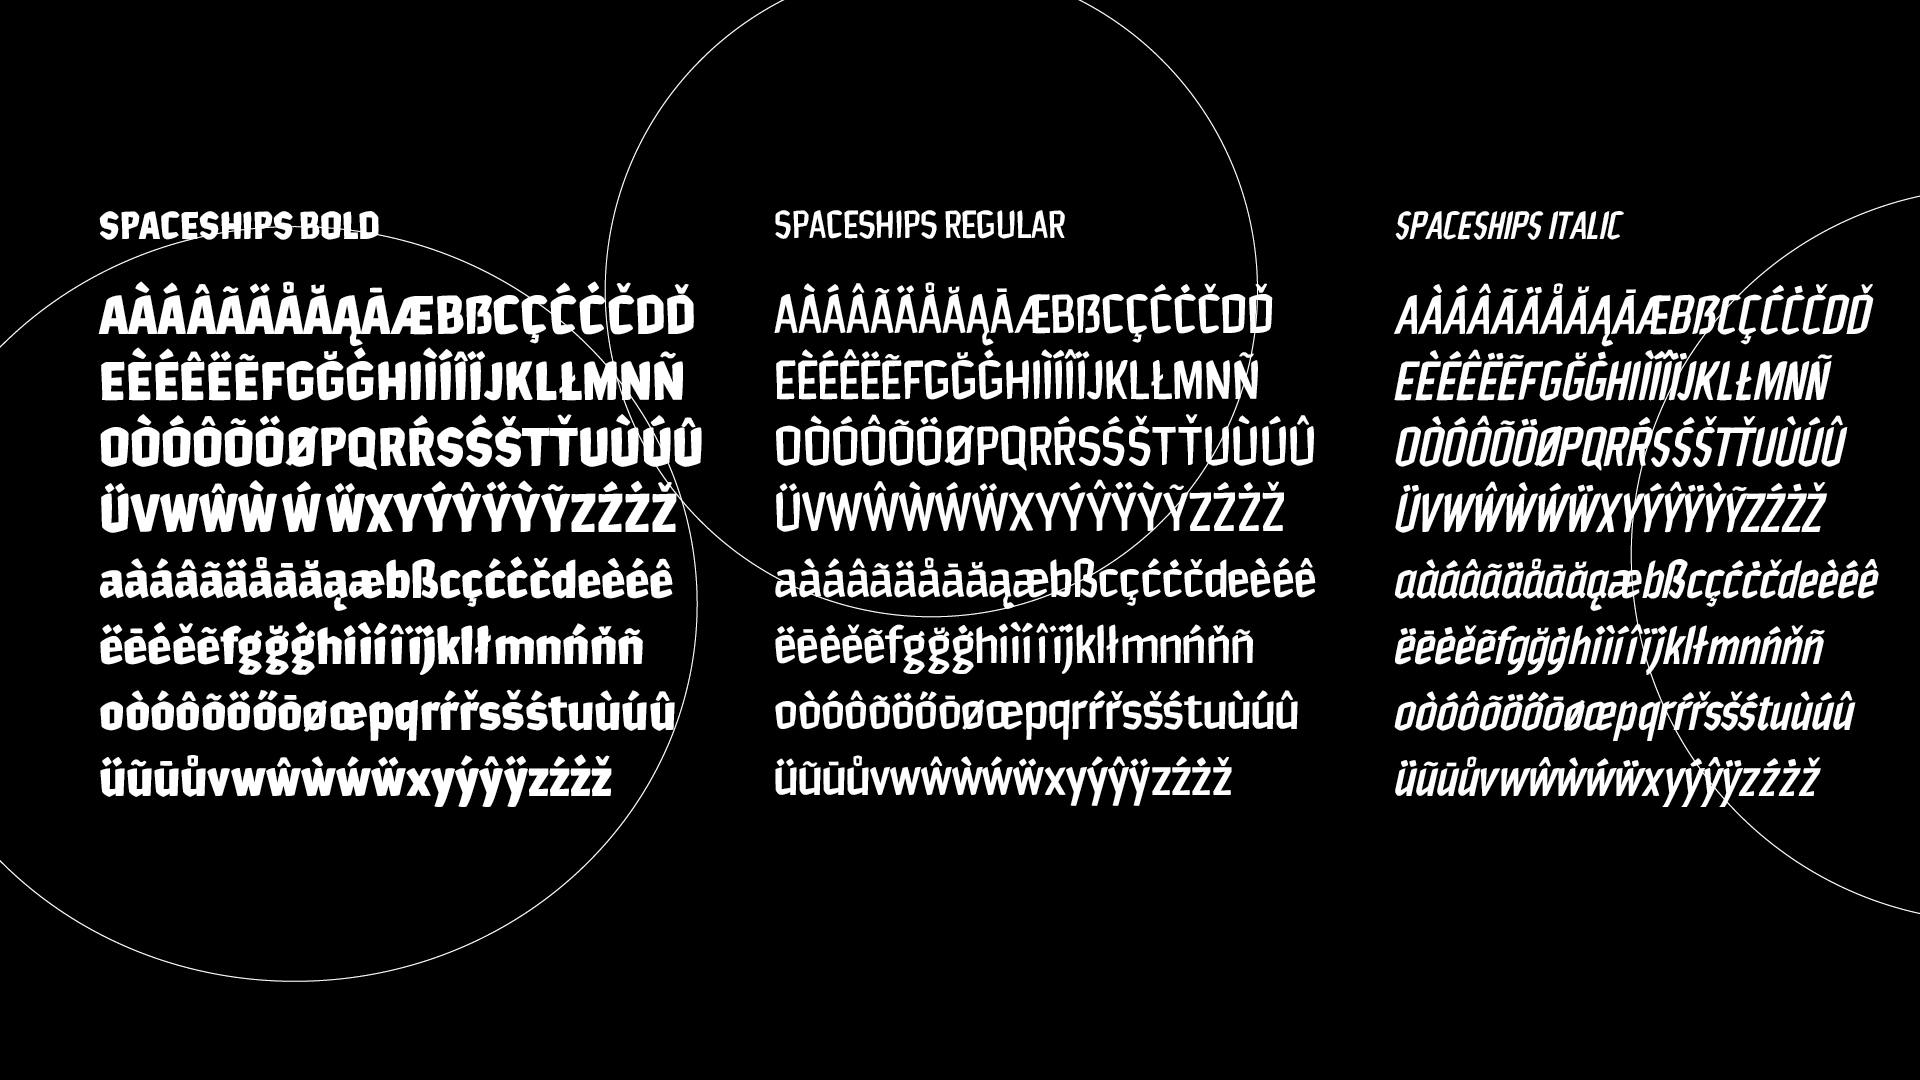 SPACESHIPS BOLD
AÀÁÂÃÄÅĂĄĀÆBẞCÇĆĊČDĎ
EÈÉÊËẼFGĞĠHIÌÍÎÏJKLŁMNÑ
OÒÓÔÕÖØPQRŔSŚŠTŤUÙÚÛ
ÜVWŴẀẂẄXYÝŶŸỲỸZŹŻŽ
aàáâãäåāăąæbßcçćċčdeèéê
ëēėěẽfgğġhiìíîïjklłmnńňñ
oòóôõöőōøœpqrŕřsšśtuùúû
üũūůvwŵẁẃẅxyýŷÿzźżž
SPACESHIPS REGULAR
AÀÁÂÃÄÅĂĄĀÆBẞCÇĆĊČDĎ
EÈÉÊËẼFGĞĠHIÌÍÎÏJKLŁMNÑ
OÒÓÔÕÖØPQRŔSŚŠTŤUÙÚÛ
ÜVWŴẀẂẄXYÝŶŸỲỸZŹŻŽ
aàáâãäåāăąæbßcçćċčdeèéê
ëēėěẽfgğġhiìíîïjklłmnńňñ
oòóôõöőōøœpqrŕřsšśtuùúû
üũūůvwŵẁẃẅxyýŷÿzźżž
SPACESHIPS ITALIC
AÀÁÂÃÄÅĂĄĀÆBẞCÇĆĊČDĎ
EÈÉÊËẼFGĞĠHIÌÍÎÏJKLŁMNÑ
OÒÓÔÕÖØPQRŔSŚŠTŤUÙÚÛ
ÜVWŴẀẂẄXYÝŶŸỲỸZŹŻŽ
aàáâãäåāăąæbßcçćċčdeèéê
ëēėěẽfgğġhiìíîïjklłmnńňñ
oòóôõöőōøœpqrŕřsšśtuùúû
üũūůvwŵẁẃẅxyýŷÿzźżž